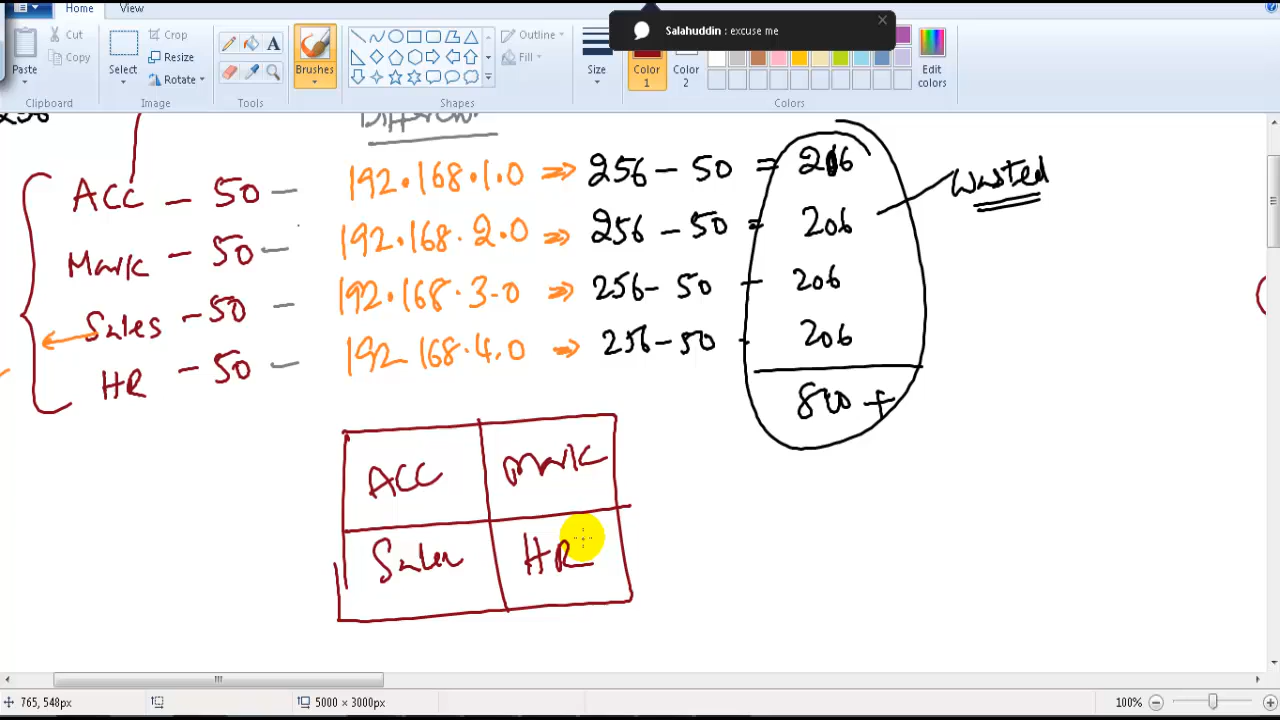 Home View
Salahuddin : excuse me
Cut
Copy
Paste
Clipboard
Select
Crop
Resize
Rotate
Image
Tools
Brushes
Outline
Fill
Shapes
Size
Color 1
Color 2
Edit colors
Colors
256
ACC - 50 - 192.168.1.0 => 256 - 50 = 206
wasted
Mark - 50 - 192.168.2.0 => 256 - 50 = 206
Sales - 50 - 192.168.3.0 => 256 - 50 - 206
HR - 50 - 192 168.4.0 -> 256 - 50 - 206
800 +
ACC Mark
Sales HR
765, 548px
5000 × 3000px
100%